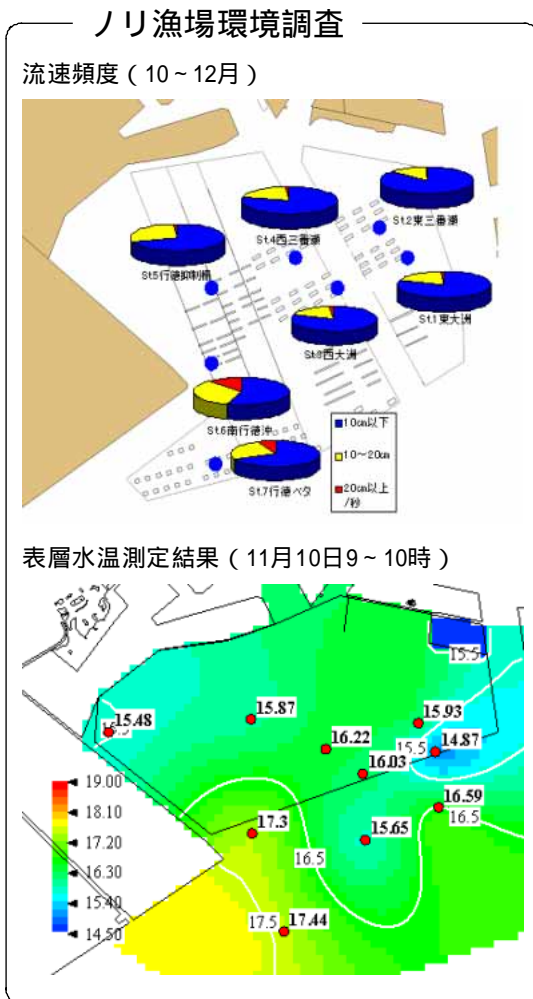 ノリ漁場環境調査
流速頻度（10～12月）
St.2東三番瀬
St.4西三番瀬
St.5行徳抑制柵
St.1東大洲
St.3西大洲
St.6南行徳沖
St.7行徳ベタ
10cm以下
10～20cm
20cm以上
/秒
表層水温測定結果（11月10日9～10時）
15.5
15.48
15.5
15.87
15.93
16.22
15.5
14.87
16.03
16.59
16.5
17.3
15.65
16.5
17.5
17.44
19.00
18.10
17.20
16.30
15.40
14.50